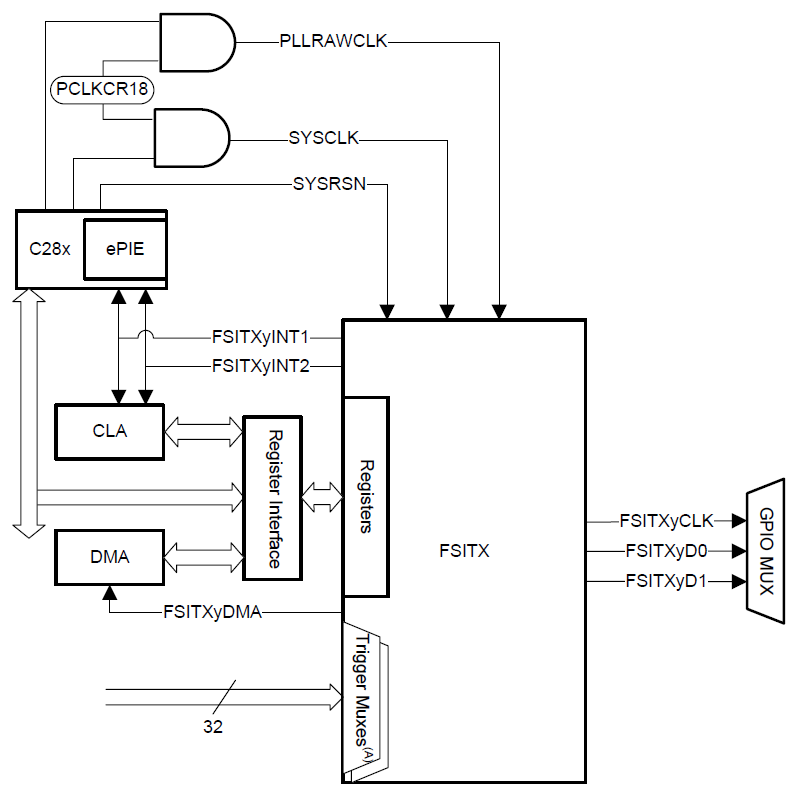 PLLRAWCLK
PCLKCR18
SYSCLK
SYSRSN
C28x
ePIE
FSITXyINT1
FSITXyINT2
CLA
Register Interface
Registers
FSITX
FSITXyCLK
FSITXyD0
FSITXyD1
GPIO MUX
DMA
FSITXyDMA
Trigger Muxes(A)
32